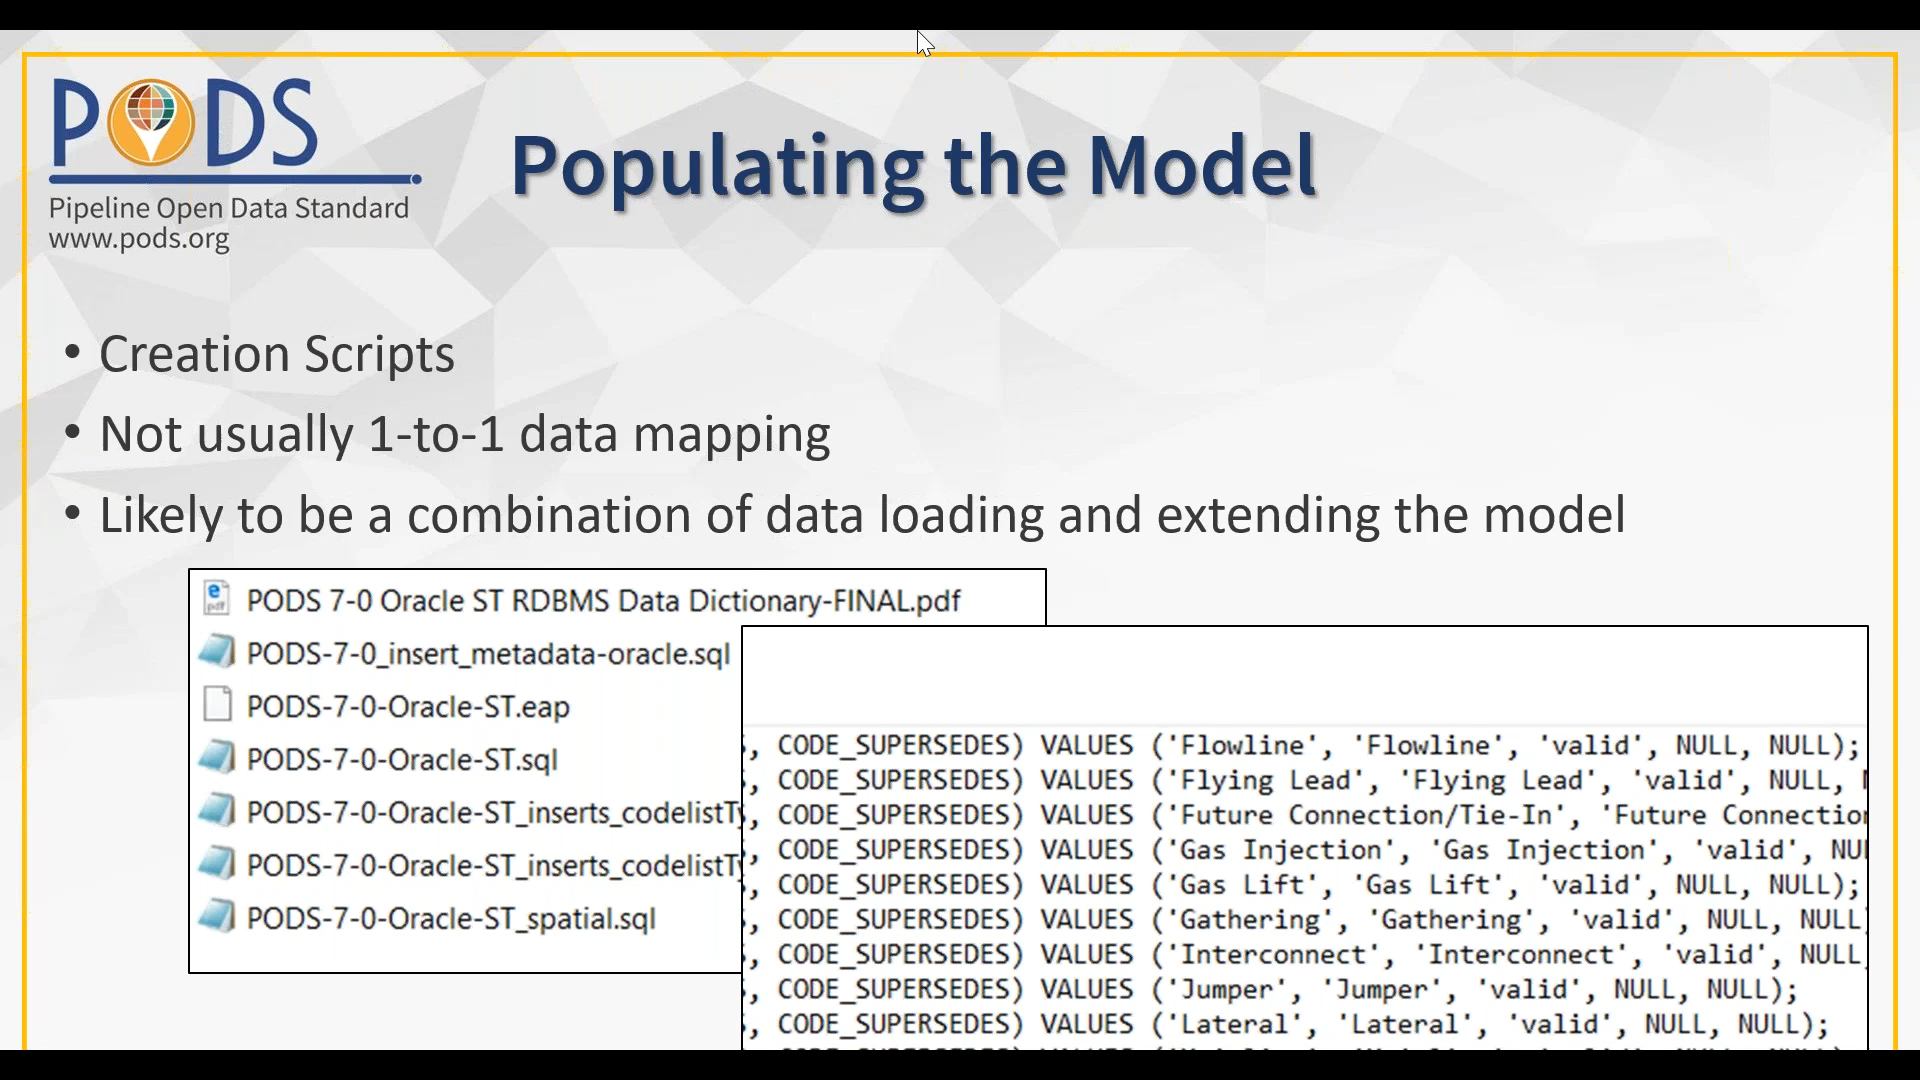 PODS
Pipeline Open Data Standard
www.pods.org
Populating the Model
• Creation Scripts
• Not usually 1-to-1 data mapping
• Likely to be a combination of data loading and extending the model
PODS 7-0 Oracle ST RDBMS Data Dictionary-FINAL.pdf
PODS-7-0_insert_metadata-oracle.sql
PODS-7-0-Oracle-ST.eap
PODS-7-0-Oracle-ST.sql
PODS-7-0-Oracle-ST_inserts_codelistTy
PODS-7-0-Oracle-ST_inserts_codelistTy
PODS-7-0-Oracle-ST_spatial.sql
, CODE_SUPERSEDES) VALUES ('Flowline', 'Flowline', 'valid', NULL, NULL);
, CODE_SUPERSEDES) VALUES ('Flying Lead', 'Flying Lead', 'valid', NULL,
, CODE_SUPERSEDES) VALUES ('Future Connection/Tie-In', 'Future Connection
, CODE_SUPERSEDES) VALUES ('Gas Injection', 'Gas Injection', 'valid', NUL
, CODE_SUPERSEDES) VALUES ('Gas Lift', 'Gas Lift', 'valid', NULL, NULL);
, CODE_SUPERSEDES) VALUES ('Gathering', 'Gathering', 'valid', NULL, NULL)
, CODE_SUPERSEDES) VALUES ('Interconnect', 'Interconnect', 'valid', NULL,
, CODE_SUPERSEDES) VALUES ('Jumper', 'Jumper', 'valid', NULL, NULL);
, CODE_SUPERSEDES) VALUES ('Lateral', 'Lateral', 'valid', NULL, NULL);